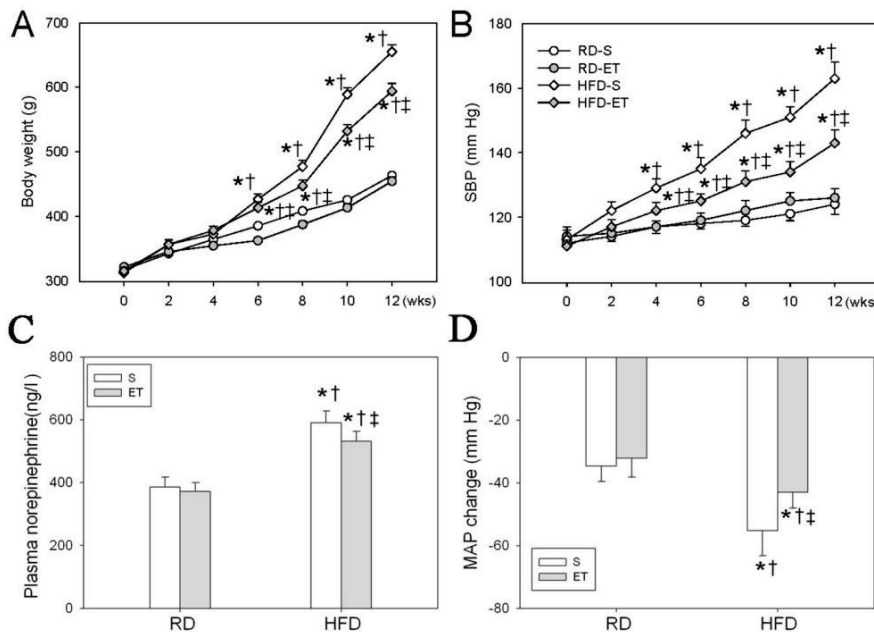 A
Body weight (g)
700
600
500
400
300
*†
*†
*†
*†
*†‡
*†‡
*†‡
*†‡
0 2 4 6 8 10 12 (wks)
B
SBP (mm Hg)
180
160
140
120
100
RD-S
RD-ET
HFD-S
HFD-ET
*†
*†
*†
*†
*†
*†‡
*†‡
*†‡
*†‡
*†‡
0 2 4 6 8 10 12 (wks)
C
Plasma norepinephrine(ng/l)
800
600
400
200
0
S
ET
*†
*†‡
RD HFD
D
MAP change (mm Hg)
0
-20
-40
-60
-80
S
ET
*†‡
*†
RD HFD